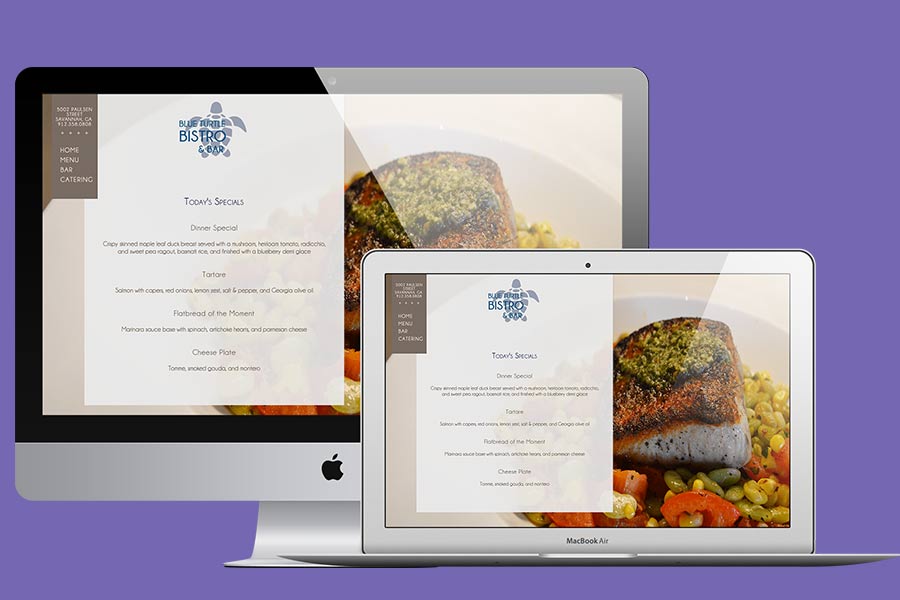 5002 PAULSEN
STREET
SAVANNAH, GA
912.358.0806
HOME
MENU
BAR
CATERING
BLUE TURTLE
BISTRO
& BAR
Today's Specials
Dinner Special
Crispy skinned maple leaf duck breast served with a mushroom, heirloom tomato, radicchio,
and sweet pea ragout, basmati rice, and finished with a blueberry demi glace
Tartare
Salmon with capers, red onions, lemon zest, salt & pepper, and Georgia olive oil
Flatbread of the Moment
Marinara sauce base with spinach, artichoke hearts, and parmesan cheese
Cheese Plate
Tomme, smoked gouda, and montero
5002 PAULSEN
STREET
SAVANNAH, GA
912.358.0806
HOME
MENU
BAR
CATERING
BLUE TURTLE
BISTRO
& BAR
Today's Specials
Dinner Special
Crispy skinned maple leaf duck breast served with a mushroom, heirloom tomato, radicchio,
and sweet pea ragout, basmati rice, and finished with a blueberry demi glace
Tartare
Salmon with capers, red onions, lemon zest, salt & pepper, and Georgia olive oil
Flatbread of the Moment
Marinara sauce base with spinach, artichoke hearts, and parmesan cheese
Cheese Plate
Tomme, smoked gouda, and montero
MacBook Air